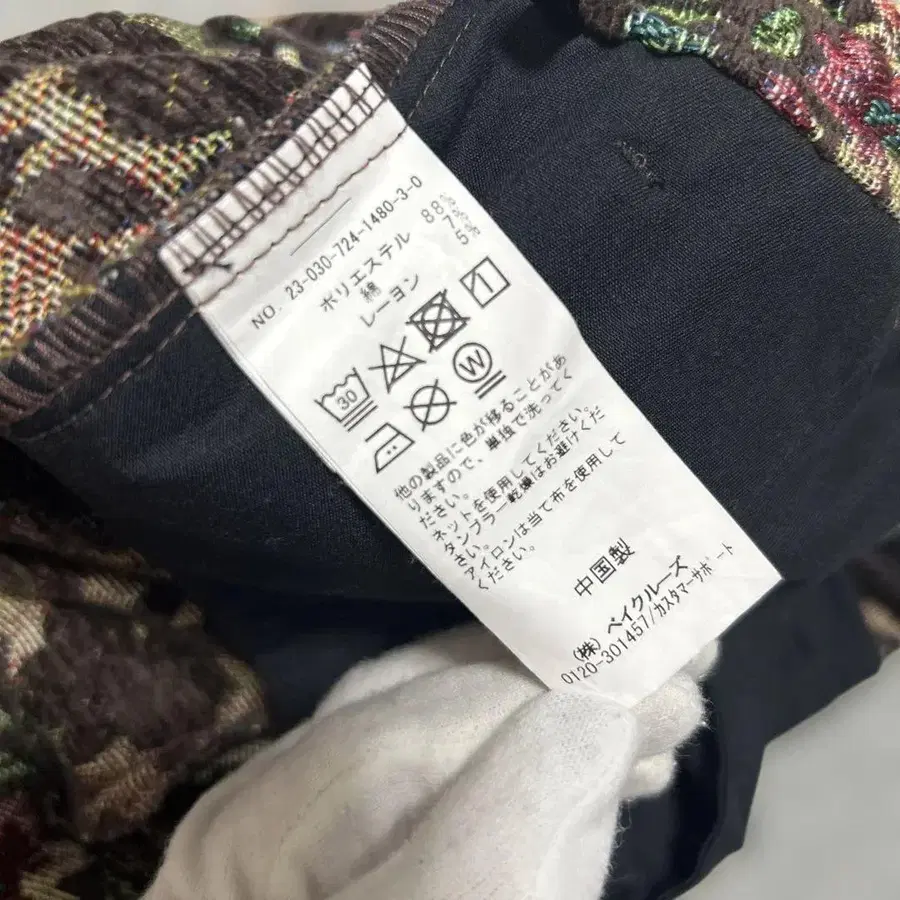 NO. 23-030-724-1480-3-0
ポリエステル 88%
綿 7%
レーヨン 5%
30
W
他の製品に色が移ることがあ
りますので、単独で洗ってく
ださい。
ネットを使用してください。
タンブラー乾燥はお避けくだ
さい。
アイロンは当て布を使用して
ください。
中国製
(株) ベイクルーズ
0120-301457/カスタマーサポート